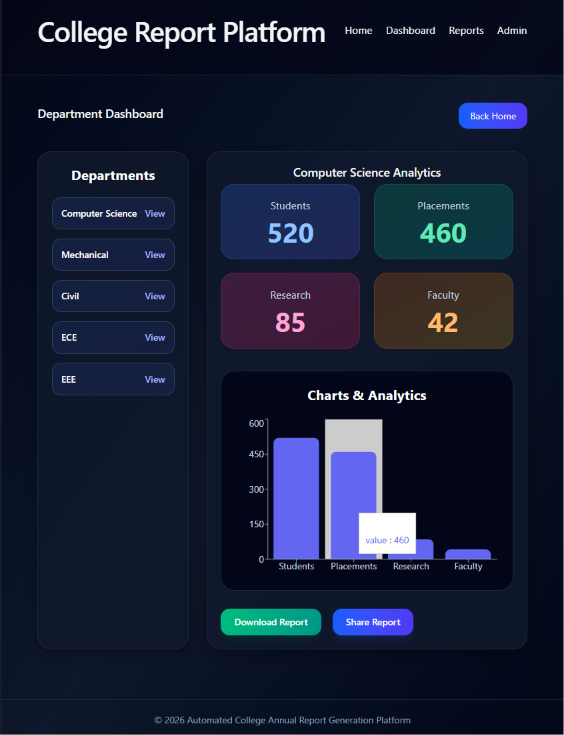 College Report Platform
Home Dashboard Reports Admin
Department Dashboard
Back Home
Departments
Computer Science View
Mechanical View
Civil View
ECE View
EEE View
Computer Science Analytics
Students
520
Placements
460
Research
85
Faculty
42
Charts & Analytics
600
450
300
150
0
value : 460
Students Placements Research Faculty
Download Report
Share Report
© 2026 Automated College Annual Report Generation Platform